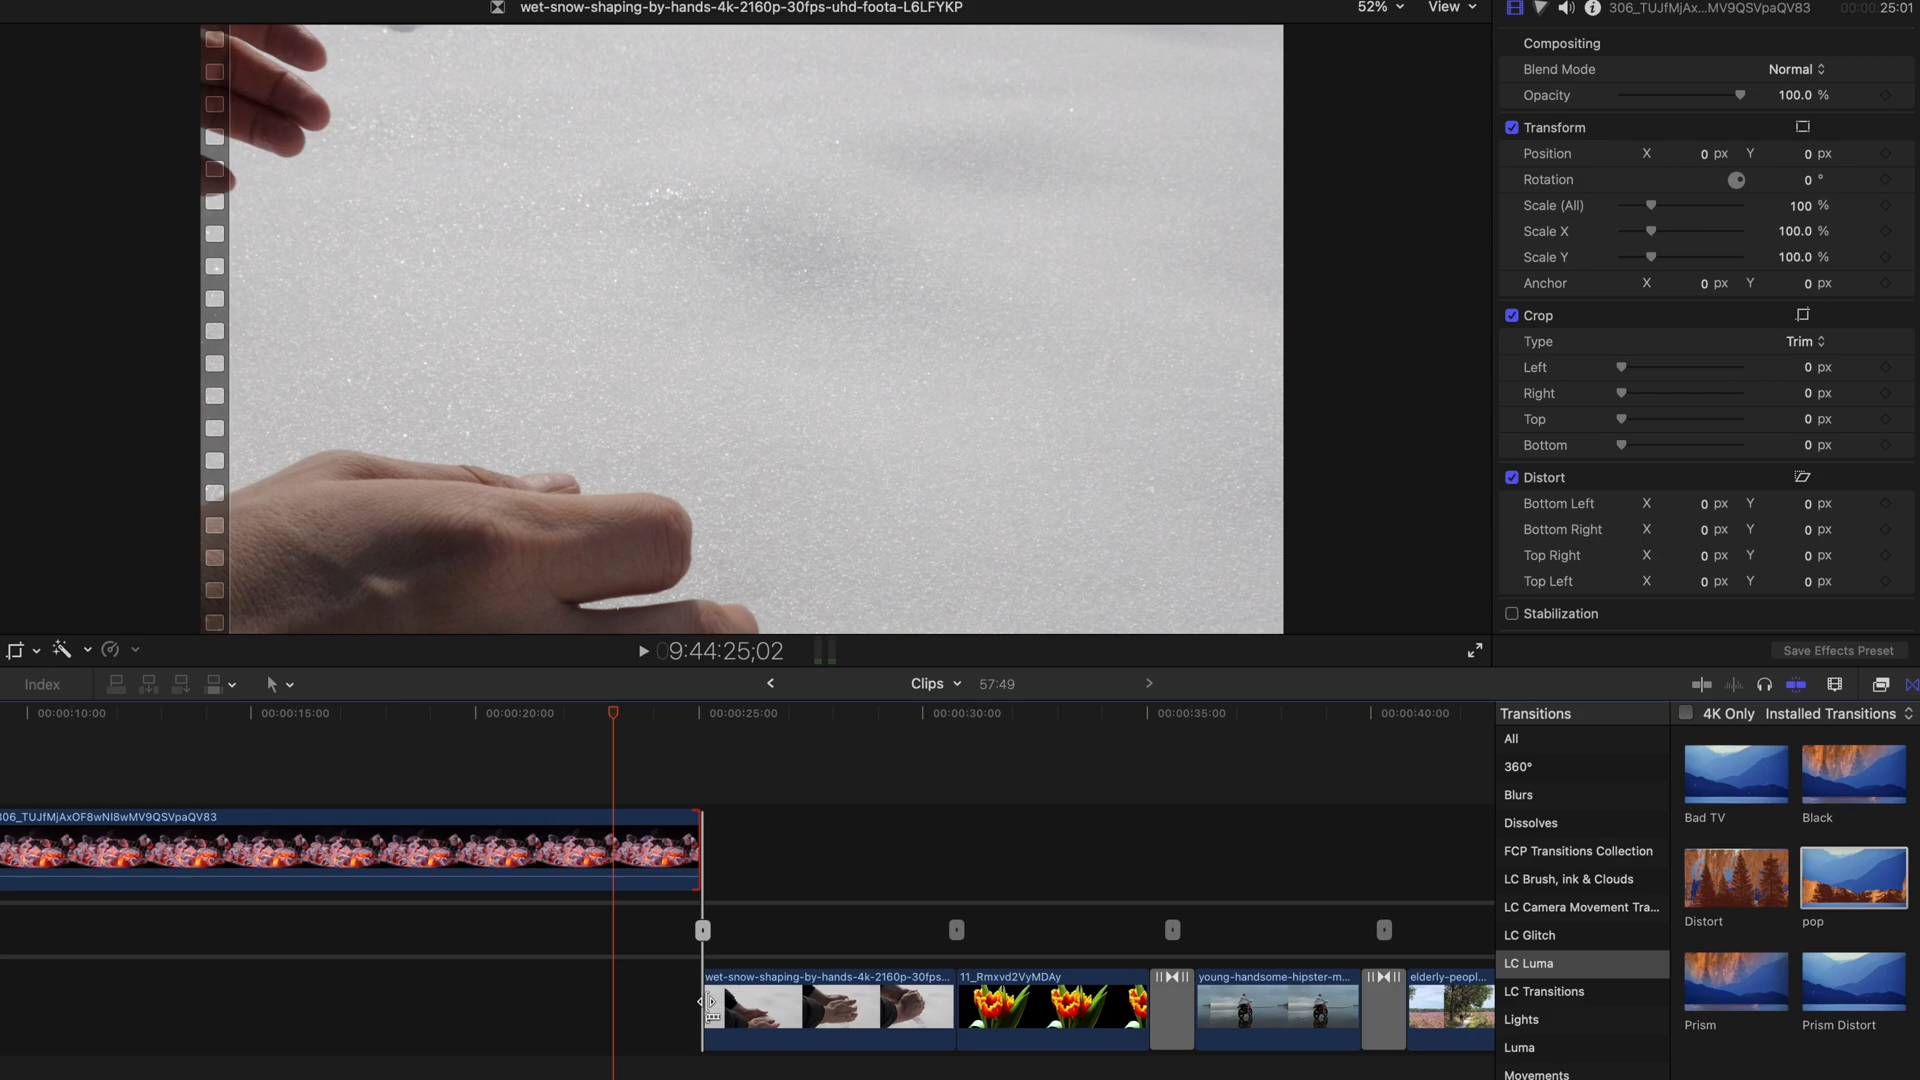 wet-snow-shaping-by-hands-4k-2160p-30fps-uhd-foota-L6LFYKP
52%
View
306_TUJfMjAx...MV9QSVpaQV83
00:00:25:01
Compositing
Blend Mode Normal
Opacity 100.0 %
Transform
Position X 0 px Y 0 px
Rotation 0 °
Scale (All) 100 %
Scale X 100.0 %
Scale Y 100.0 %
Anchor X 0 px Y 0 px
Crop
Type Trim
Left 0 px
Right 0 px
Top 0 px
Bottom 0 px
Distort
Bottom Left X 0 px Y 0 px
Bottom Right X 0 px Y 0 px
Top Right X 0 px Y 0 px
Top Left X 0 px Y 0 px
Stabilization
09:44:25;02
Save Effects Preset
Index
Clips
57:49
00:00:10:00
00:00:15:00
00:00:20:00
00:00:25:00
00:00:30:00
00:00:35:00
00:00:40:00
306_TUJfMjAxOF8wNl8wMV9QSVpaQV83
wet-snow-shaping-by-hands-4k-2160p-30fps...
11_Rmxvd2VyMDAy
young-handsome-hipster-m...
elderly-peopl...
Transitions
4K Only
Installed Transitions
All
360°
Blurs
Dissolves
FCP Transitions Collection
LC Brush, ink & Clouds
LC Camera Movement Tra...
LC Glitch
LC Luma
LC Transitions
Lights
Luma
Movements
Bad TV
Black
Distort
pop
Prism
Prism Distort